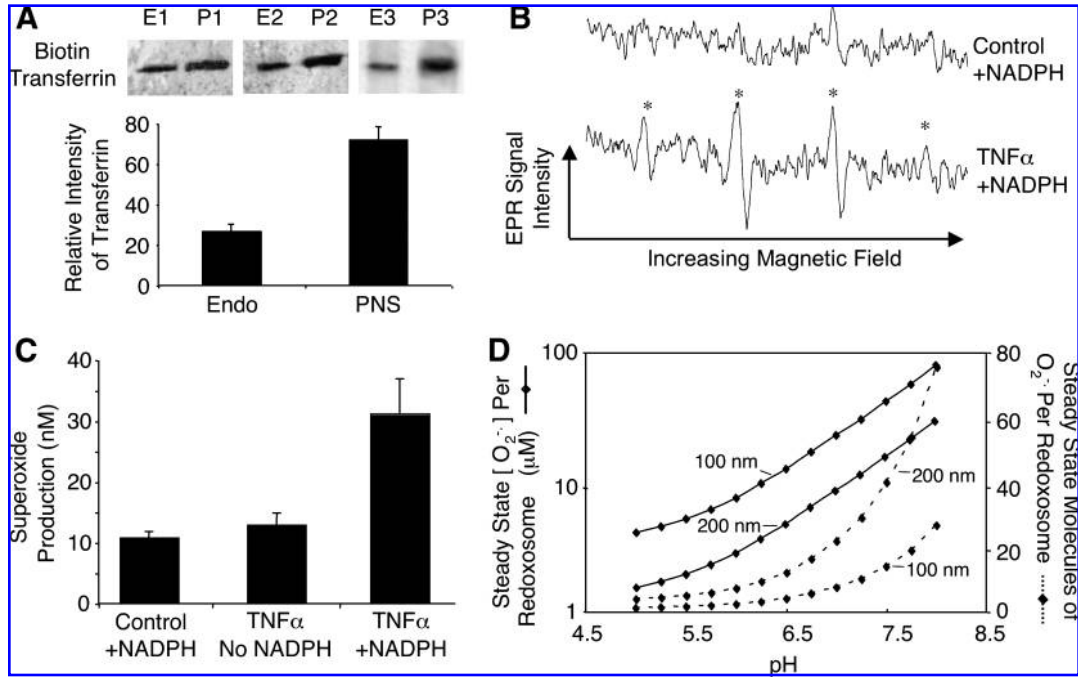 A
E1 P1 E2 P2 E3 P3
Biotin
Transferrin
Relative Intensity
of Transferrin
80
60
40
20
0
Endo PNS
B
Control
+NADPH
* * * *
TNFα
+NADPH
EPR Signal
Intensity
Increasing Magnetic Field
C
Superoxide
Production (nM)
40
30
20
10
0
Control
+NADPH
TNFα
No NADPH
TNFα
+NADPH
D
Steady State [ O2-· ] Per
Redoxosome (μM)
100
10
1
100 nm
200 nm
200 nm
100 nm
80
60
40
20
0
Steady State Molecules of
O2-· Per Redoxosome
4.5 5.5 6.5 7.5 8.5
pH